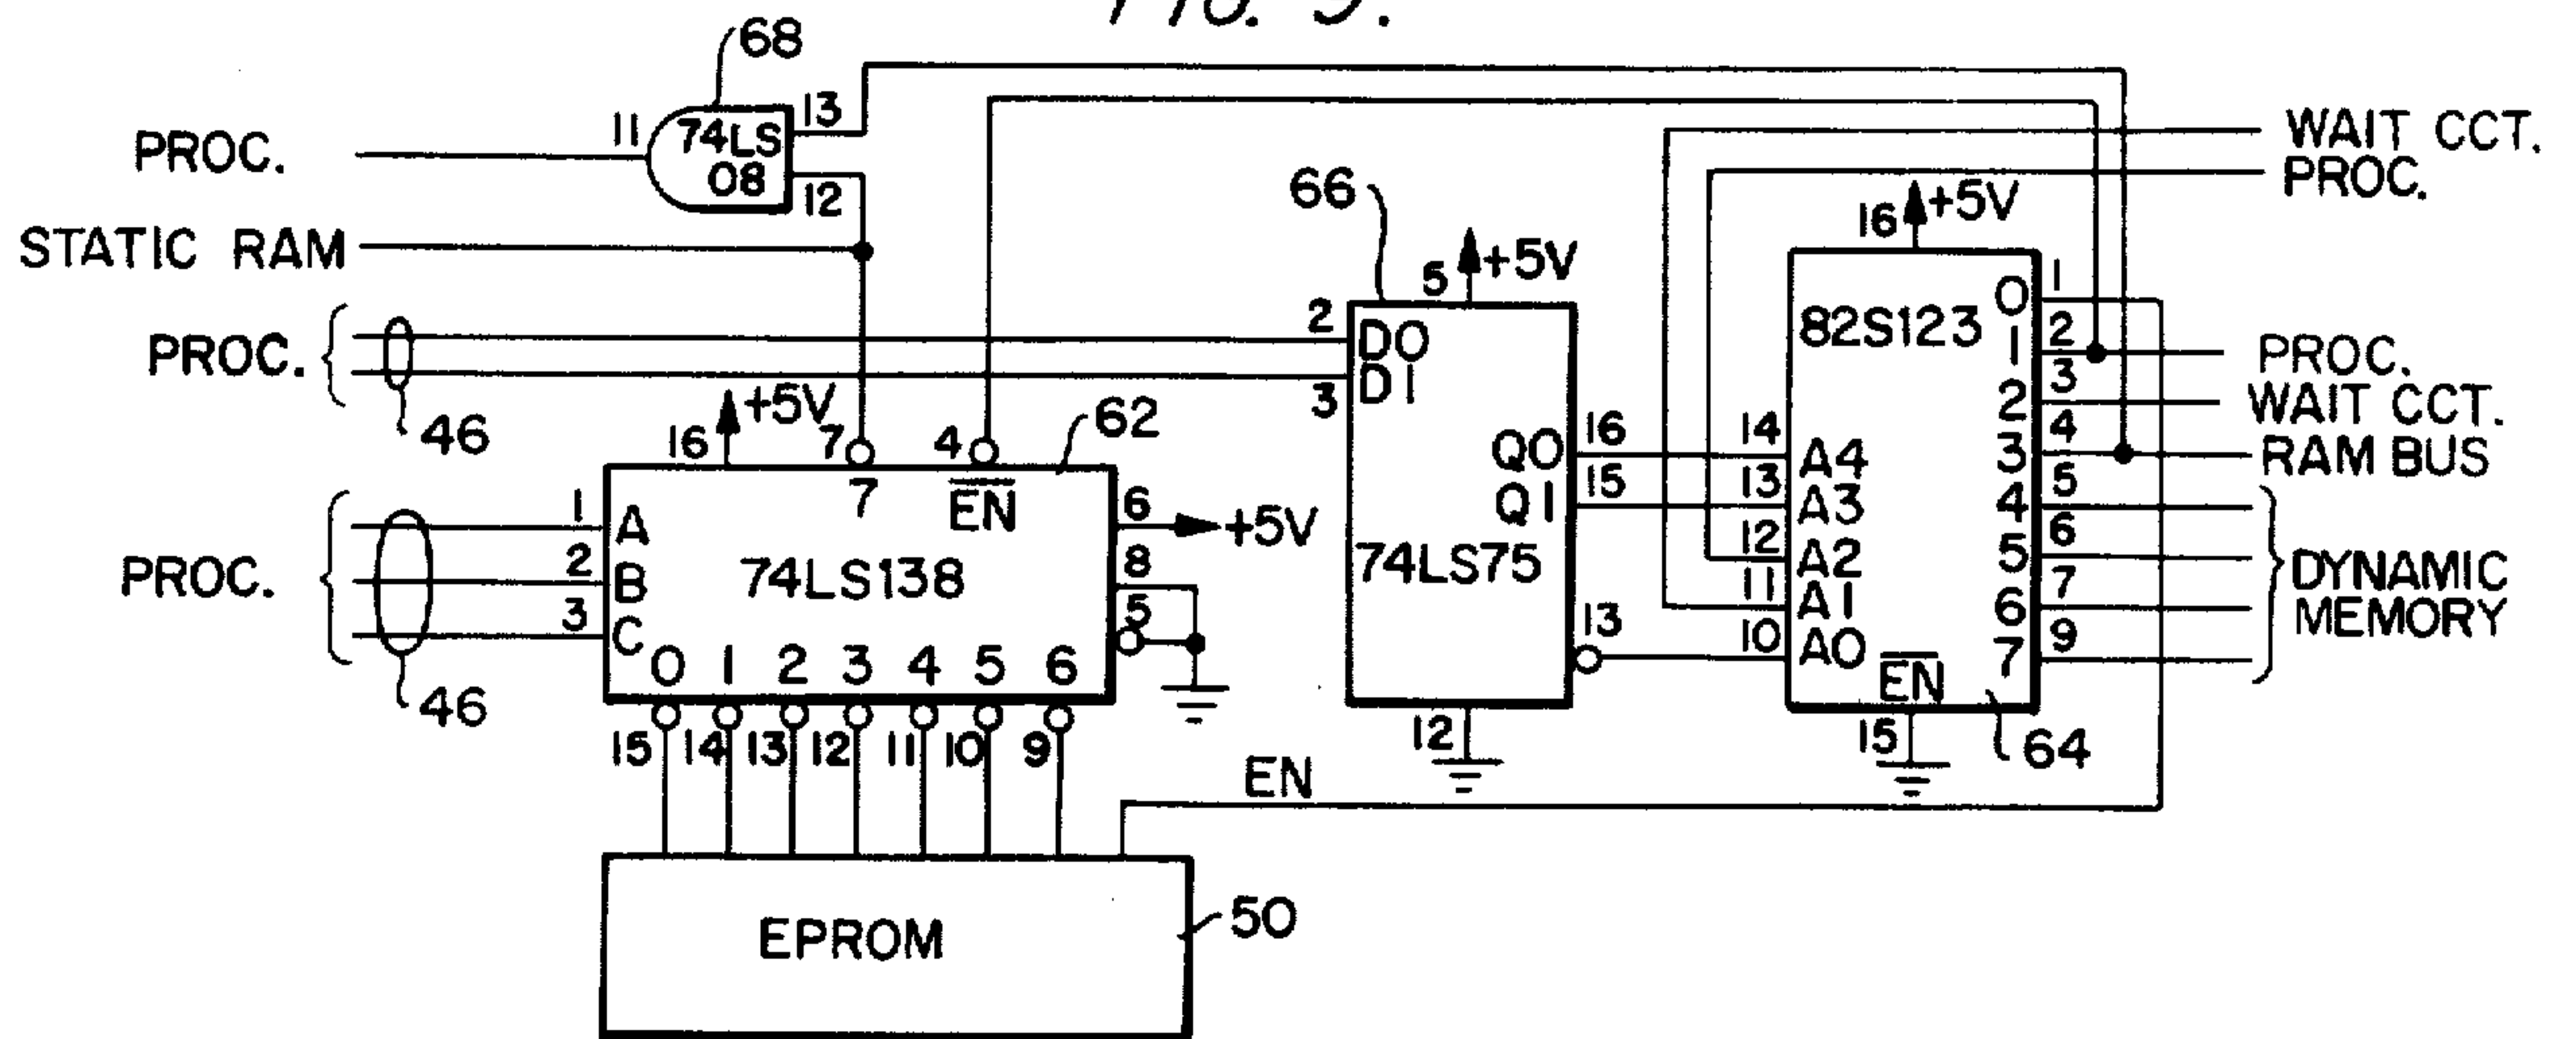 FIG. 9.
68
PROC.
11
74LS
08
13
12
WAIT CCT.
PROC.
STATIC RAM
66
5
+5V
16
+5V
PROC.
46
2
D0
3
D1
82S123
0
1
1
2
2
3
3
4
4
5
5
6
6
7
7
9
PROC.
WAIT CCT.
RAM BUS
DYNAMIC
MEMORY
16
+5V
7
4
62
7
EN
PROC.
46
1
A
2
B
3
C
74LS138
6
+5V
8
5
0 1 2 3 4 5 6
15 14 13 12 11 10 9
Q0
16
Q1
15
74LS75
13
12
14
A4
13
A3
12
A2
11
A1
10
A0
EN
15
64
EN
EPROM
50